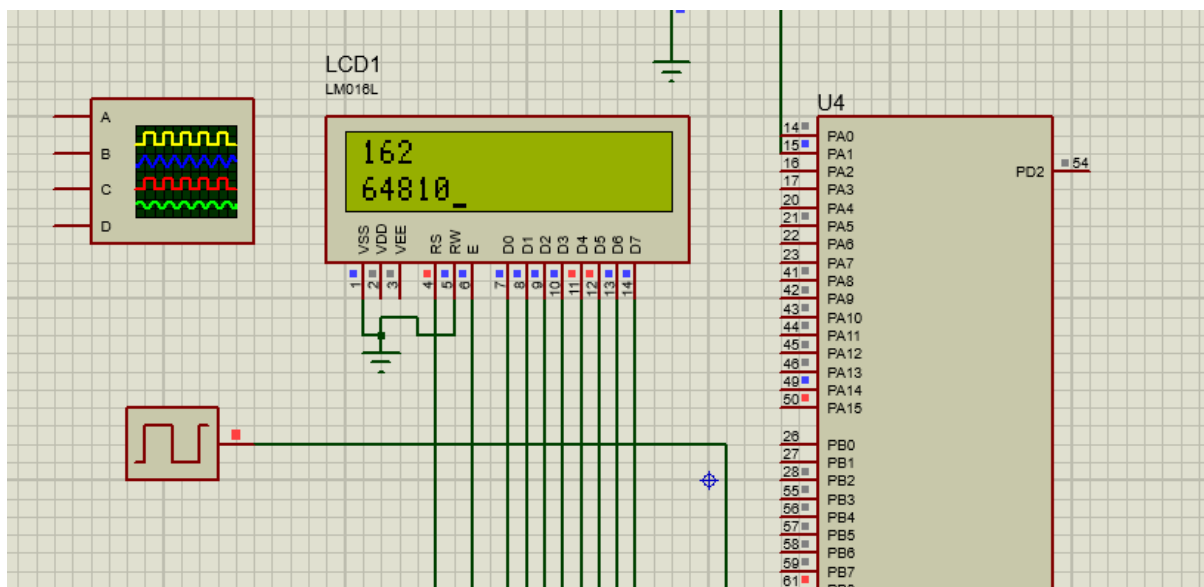 LCD1
LM016L
162
64810_
VSS
VDD
VEE
RS
RW
E
D0
D1
D2
D3
D4
D5
D6
D7
1
2
3
4
5
6
7
8
9
10
11
12
13
14
A
B
C
D
U4
14 PA0
15 PA1
16 PA2
17 PA3
20 PA4
21 PA5
22 PA6
23 PA7
41 PA8
42 PA9
43 PA10
44 PA11
45 PA12
46 PA13
49 PA14
50 PA15
26 PB0
27 PB1
28 PB2
55 PB3
56 PB4
57 PB5
58 PB6
59 PB7
61
PD2 54